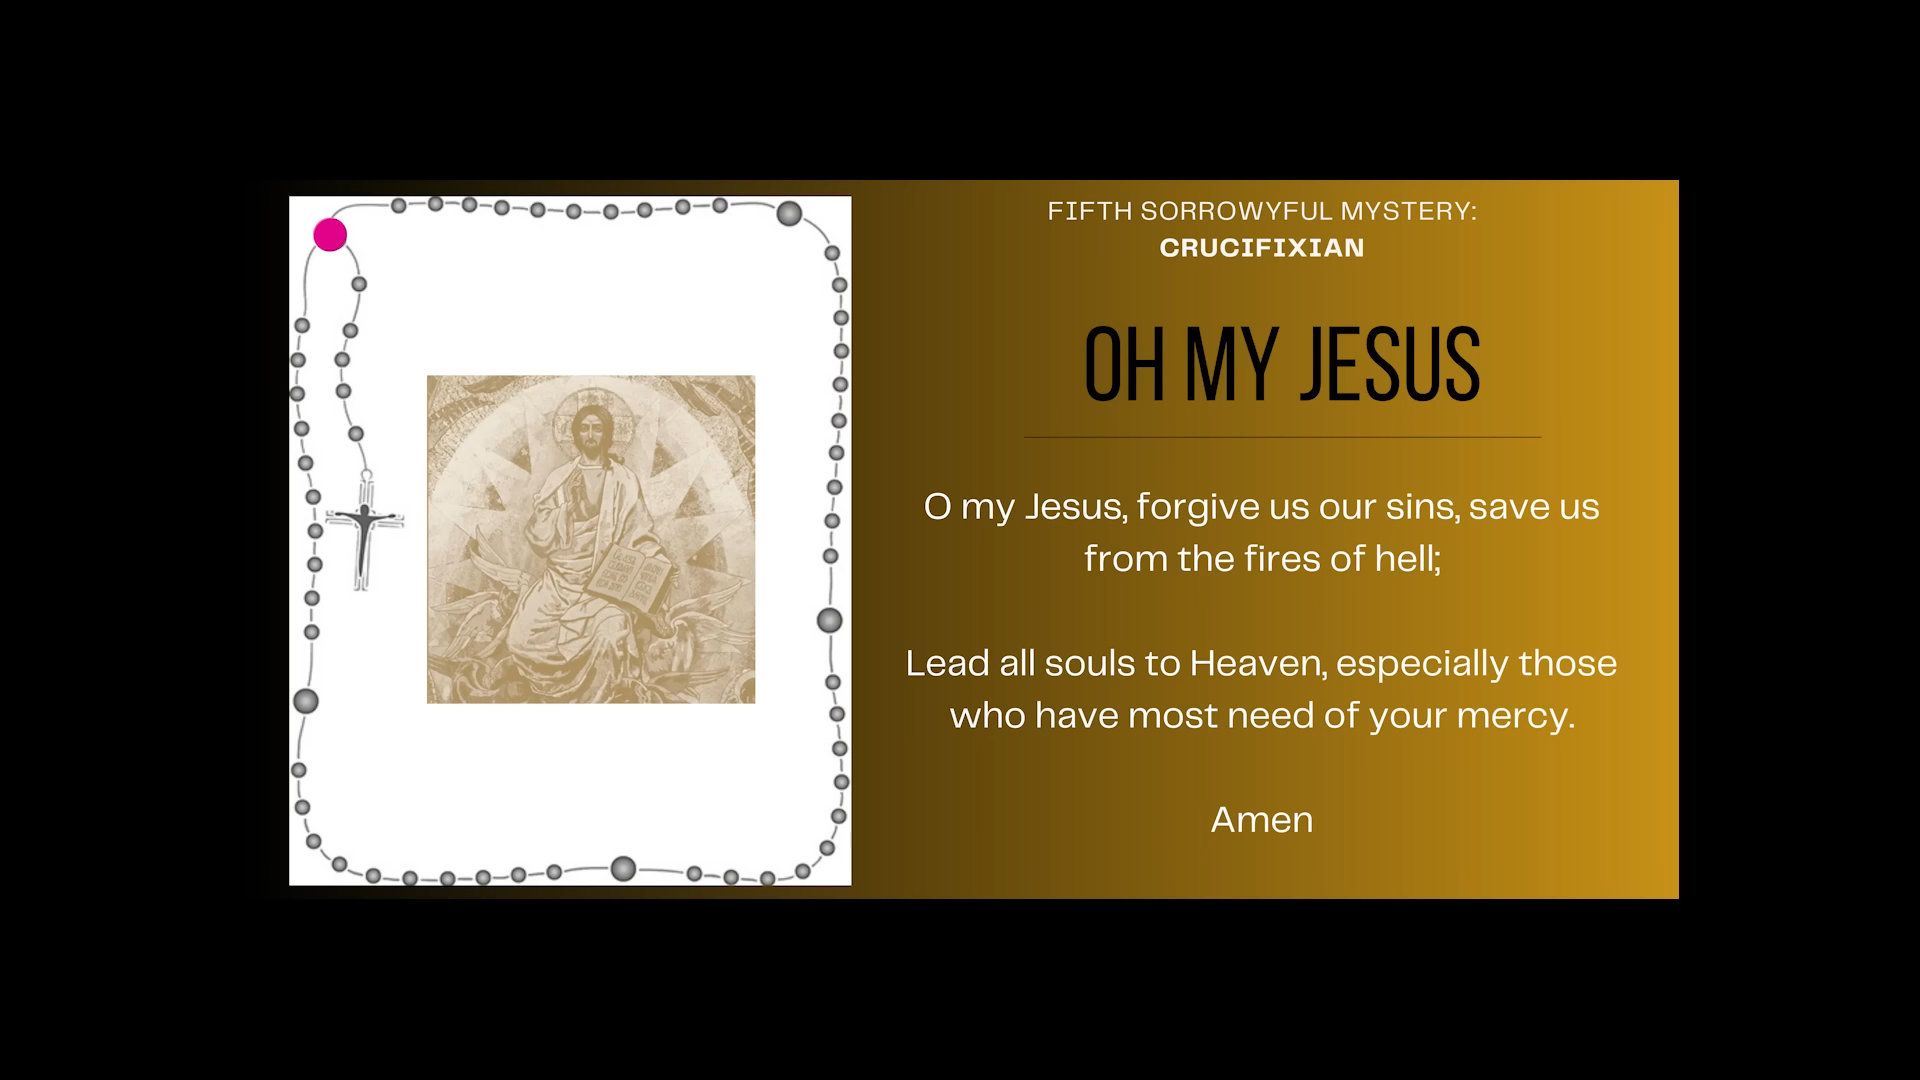 FIFTH SORROWYFUL MYSTERY:
CRUCIFIXIAN
OH MY JESUS
O my Jesus, forgive us our sins, save us
from the fires of hell;
Lead all souls to Heaven, especially those
who have most need of your mercy.
Amen